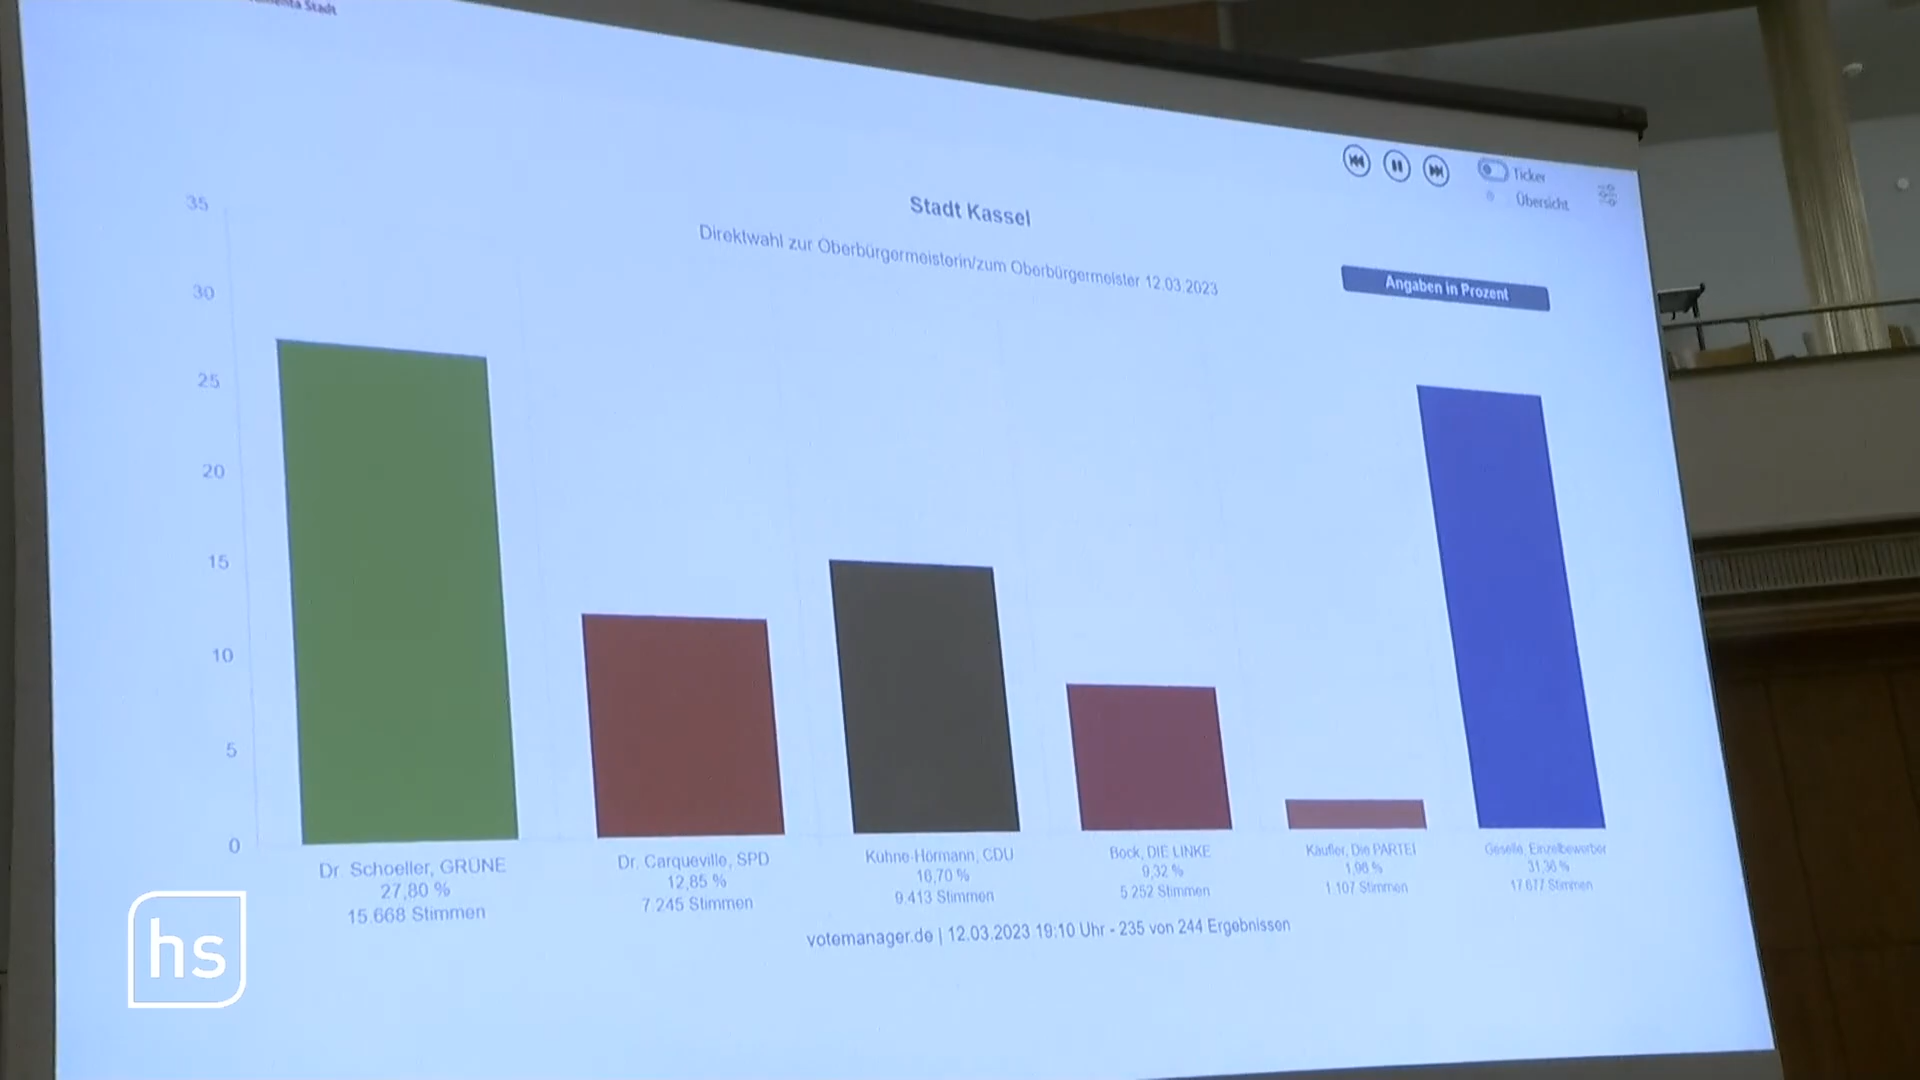 Stadt
Ticker
Übersicht
Stadt Kassel
Direktwahl zur Oberbürgermeisterin/zum Oberbürgermeister 12.03.2023
Angaben in Prozent
35
30
25
20
15
10
5
0
Dr. Schoeller, GRÜNE
27,80 %
15.668 Stimmen
Dr. Carqueville, SPD
12,85 %
7.245 Stimmen
Kühne-Hörmann, CDU
16,70 %
9.413 Stimmen
Bock, DIE LINKE
9,32 %
5.252 Stimmen
Käufler, Die PARTEI
1,96 %
1.107 Stimmen
Geselle, Einzelbewerber
31,36 %
17.677 Stimmen
votemanager.de | 12.03.2023 19:10 Uhr - 235 von 244 Ergebnissen
hs